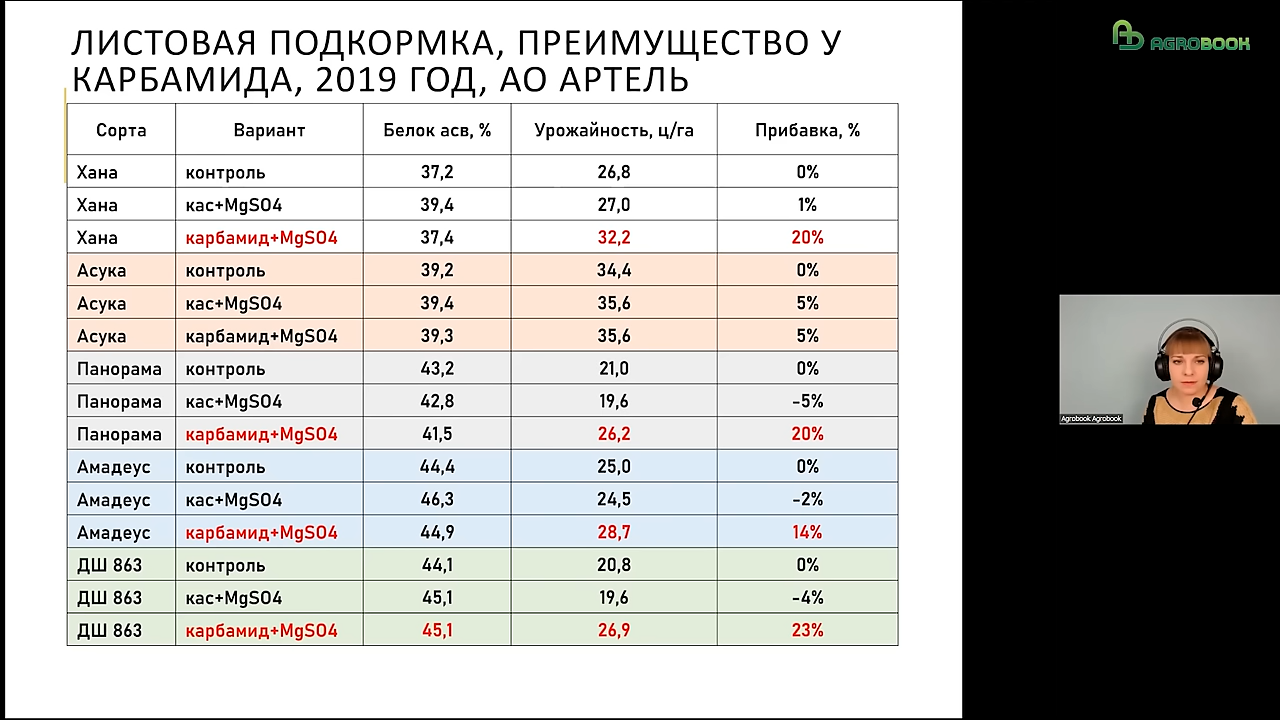 ЛИСТОВАЯ ПОДКОРМКА, ПРЕИМУЩЕСТВО У
КАРБАМИДА, 2019 ГОД, АО АРТЕЛЬ
AGROBOOK
Сорта Вариант Белок асв, % Урожайность, ц/га Прибавка, %
Хана контроль 37,2 26,8 0%
Хана кас+MgSO4 39,4 27,0 1%
Хана карбамид+MgSO4 37,4 32,2 20%
Асука контроль 39,2 34,4 0%
Асука кас+MgSO4 39,4 35,6 5%
Асука карбамид+MgSO4 39,3 35,6 5%
Панорама контроль 43,2 21,0 0%
Панорама кас+MgSO4 42,8 19,6 -5%
Панорама карбамид+MgSO4 41,5 26,2 20%
Амадеус контроль 44,4 25,0 0%
Амадеус кас+MgSO4 46,3 24,5 -2%
Амадеус карбамид+MgSO4 44,9 28,7 14%
ДШ 863 контроль 44,1 20,8 0%
ДШ 863 кас+MgSO4 45,1 19,6 -4%
ДШ 863 карбамид+MgSO4 45,1 26,9 23%
Agrobook Agrobook